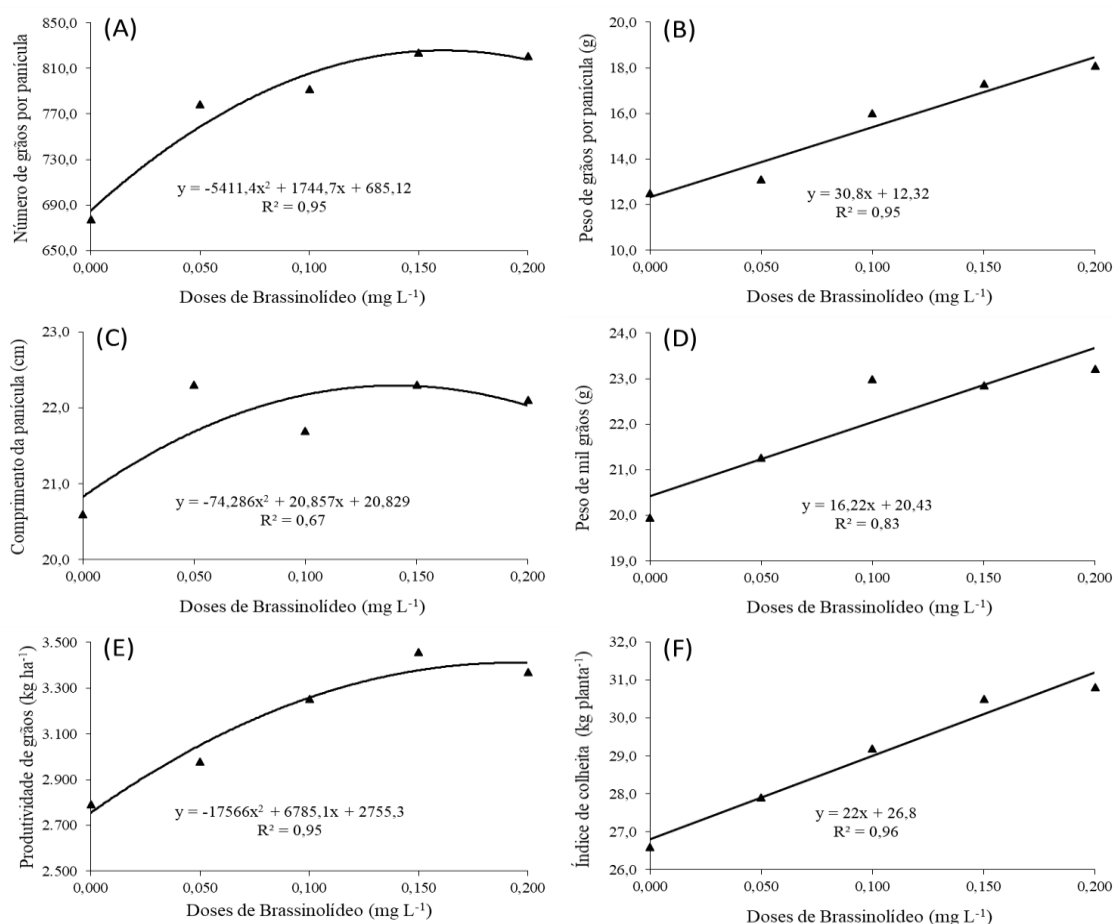 (A)
Número de grãos por panícula
850,0
810,0
770,0
730,0
690,0
650,0
y = -5411,4x² + 1744,7x + 685,12
R² = 0,95
0,000 0,050 0,100 0,150 0,200
Doses de Brassinolídeo (mg L⁻¹)
(B)
Peso de grãos por panícula (g)
20,0
18,0
16,0
14,0
12,0
10,0
y = 30,8x + 12,32
R² = 0,95
0,000 0,050 0,100 0,150 0,200
Doses de Brassinolídeo (mg L⁻¹)
(C)
Comprimento da panícula (cm)
23,0
22,0
21,0
20,0
y = -74,286x² + 20,857x + 20,829
R² = 0,67
0,000 0,050 0,100 0,150 0,200
Doses de Brassinolídeo (mg L⁻¹)
(D)
Peso de mil grãos (g)
24,0
23,0
22,0
21,0
20,0
19,0
y = 16,22x + 20,43
R² = 0,83
0,000 0,050 0,100 0,150 0,200
Doses de Brassinolídeo (mg L⁻¹)
(E)
Produtividade de grãos (kg ha⁻¹)
3.500
3.300
3.100
2.900
2.700
2.500
y = -17566x² + 6785,1x + 2755,3
R² = 0,95
0,000 0,050 0,100 0,150 0,200
Doses de Brassinolídeo (mg L⁻¹)
(F)
Índice de colheita (kg planta⁻¹)
32,0
31,0
30,0
29,0
28,0
27,0
26,0
y = 22x + 26,8
R² = 0,96
0,000 0,050 0,100 0,150 0,200
Doses de Brassinolídeo (mg L⁻¹)